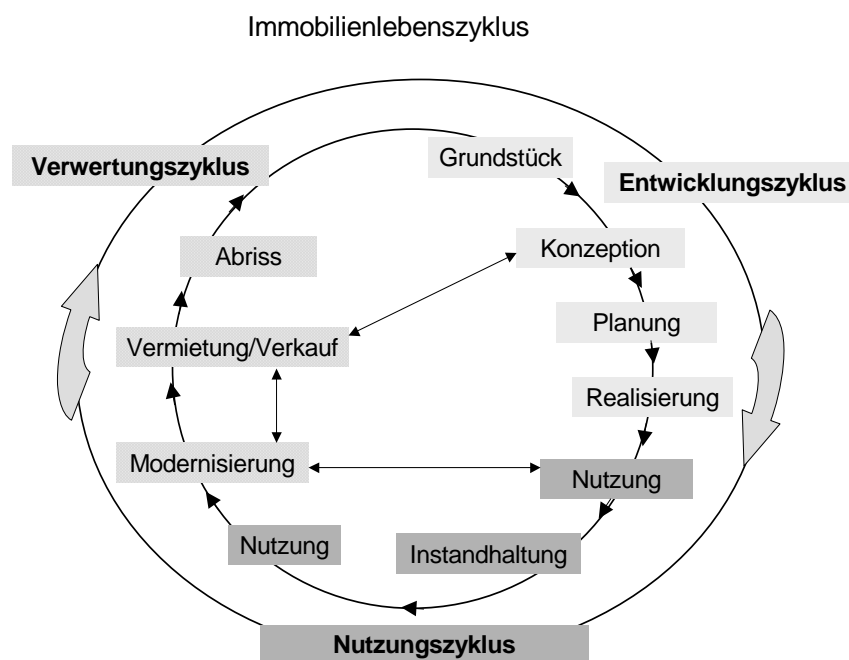 Immobilienlebenszyklus
Grundstück
Verwertungszyklus
Entwicklungszyklus
Konzeption
Abriss
Planung
Vermietung/Verkauf
Realisierung
Modernisierung
Nutzung
Nutzung
Instandhaltung
Nutzungszyklus